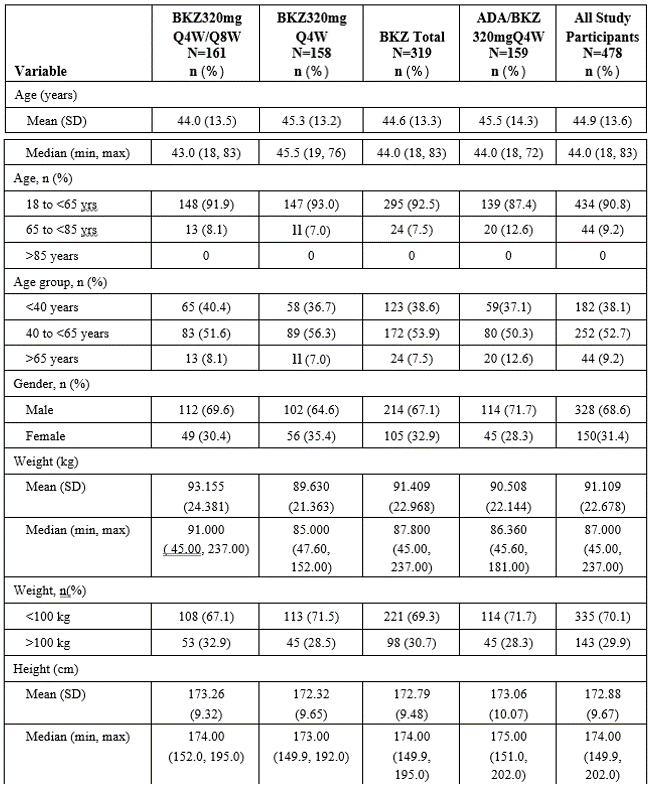 Variable BKZ320mg Q4W/Q8W N=161 n (%) BKZ320mg Q4W N=158 n (%) BKZ Total N=319 n (%) ADA/BKZ 320mgQ4W N=159 n (%) All Study Participants N=478 n (%)
Age (years)
Mean (SD) 44.0 (13.5) 45.3 (13.2) 44.6 (13.3) 45.5 (14.3) 44.9 (13.6)
Median (min, max) 43.0 (18, 83) 45.5 (19, 76) 44.0 (18, 83) 44.0 (18, 72) 44.0 (18, 83)
Age, n (%)
18 to <65 yrs 148 (91.9) 147 (93.0) 295 (92.5) 139 (87.4) 434 (90.8)
65 to <85 yrs 13 (8.1) ll (7.0) 24 (7.5) 20 (12.6) 44 (9.2)
>85 years 0 0 0 0 0
Age group, n (%)
<40 years 65 (40.4) 58 (36.7) 123 (38.6) 59(37.1) 182 (38.1)
40 to <65 years 83 (51.6) 89 (56.3) 172 (53.9) 80 (50.3) 252 (52.7)
>65 years 13 (8.1) ll (7.0) 24 (7.5) 20 (12.6) 44 (9.2)
Gender, n (%)
Male 112 (69.6) 102 (64.6) 214 (67.1) 114 (71.7) 328 (68.6)
Female 49 (30.4) 56 (35.4) 105 (32.9) 45 (28.3) 150(31.4)
Weight (kg)
Mean (SD) 93.155 (24.381) 89.630 (21.363) 91.409 (22.968) 90.508 (22.144) 91.109 (22.678)
Median (min, max) 91.000 ( 45.00, 237.00) 85.000 (47.60, 152.00) 87.800 (45.00, 237.00) 86.360 (45.60, 181.00) 87.000 (45.00, 237.00)
Weight, n(%)
<100 kg 108 (67.1) 113 (71.5) 221 (69.3) 114 (71.7) 335 (70.1)
>100 kg 53 (32.9) 45 (28.5) 98 (30.7) 45 (28.3) 143 (29.9)
Height (cm)
Mean (SD) 173.26 (9.32) 172.32 (9.65) 172.79 (9.48) 173.06 (10.07) 172.88 (9.67)
Median (min, max) 174.00 (152.0, 195.0) 173.00 (149.9, 192.0) 174.00 (149.9, 195.0) 175.00 (151.0, 202.0) 174.00 (149.9, 202.0)